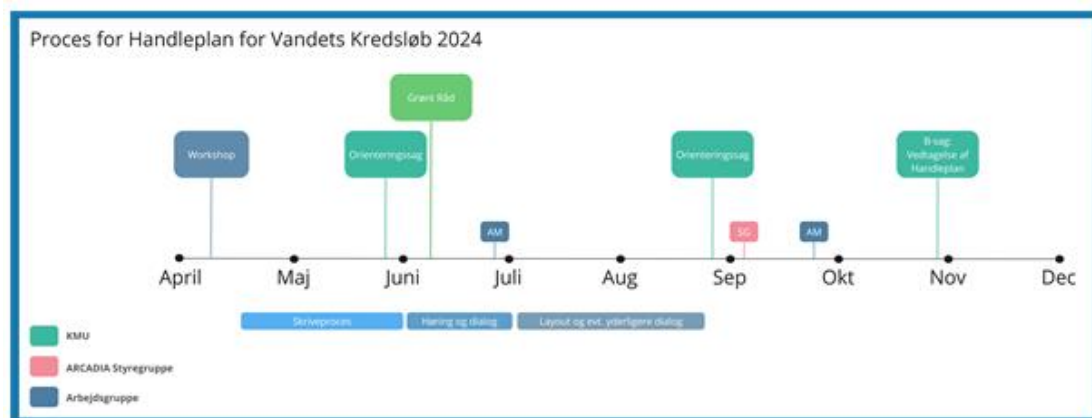 Proces for Handleplan for Vandets Kredsløb 2024
Grønt Råd
Workshop
Orienteringssag
Orienteringssag
B-sag:
Vedtagelse af
Handleplan
AM
SG
AM
April
Maj
Juni
Juli
Aug
Sep
Okt
Nov
Dec
Skriveproces
Høring og dialog
Layout og evt. yderligere dialog
KMU
ARCADIA Styregruppe
Arbejdsgruppe